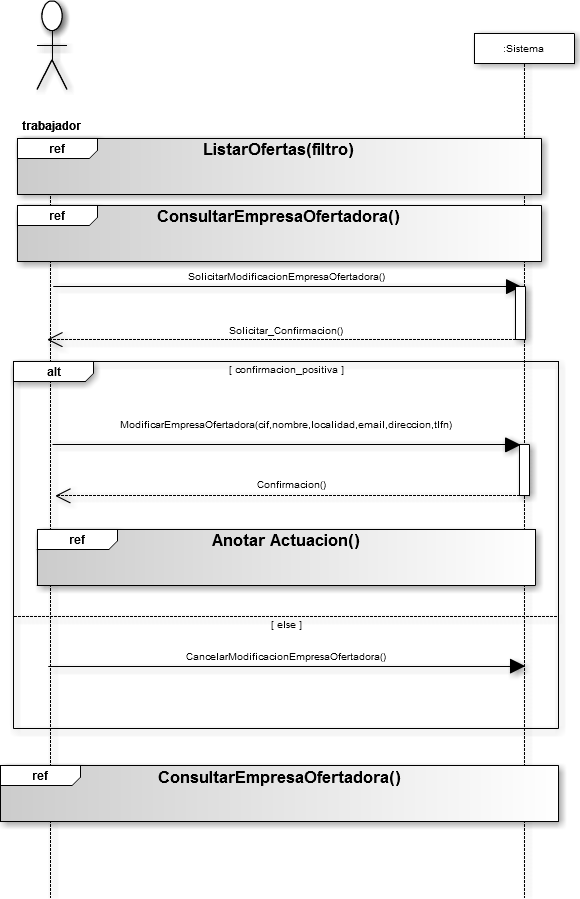 :Sistema
trabajador
ref
ListarOfertas(filtro)
ref
ConsultarEmpresaOfertadora()
SolicitarModificacionEmpresaOfertadora()
Solicitar_Confirmacion()
alt
[ confirmacion_positiva ]
ModificarEmpresaOfertadora(cif,nombre,localidad,email,direccion,tlfn)
Confirmacion()
ref
Anotar Actuacion()
[ else ]
CancelarModificacionEmpresaOfertadora()
ref
ConsultarEmpresaOfertadora()